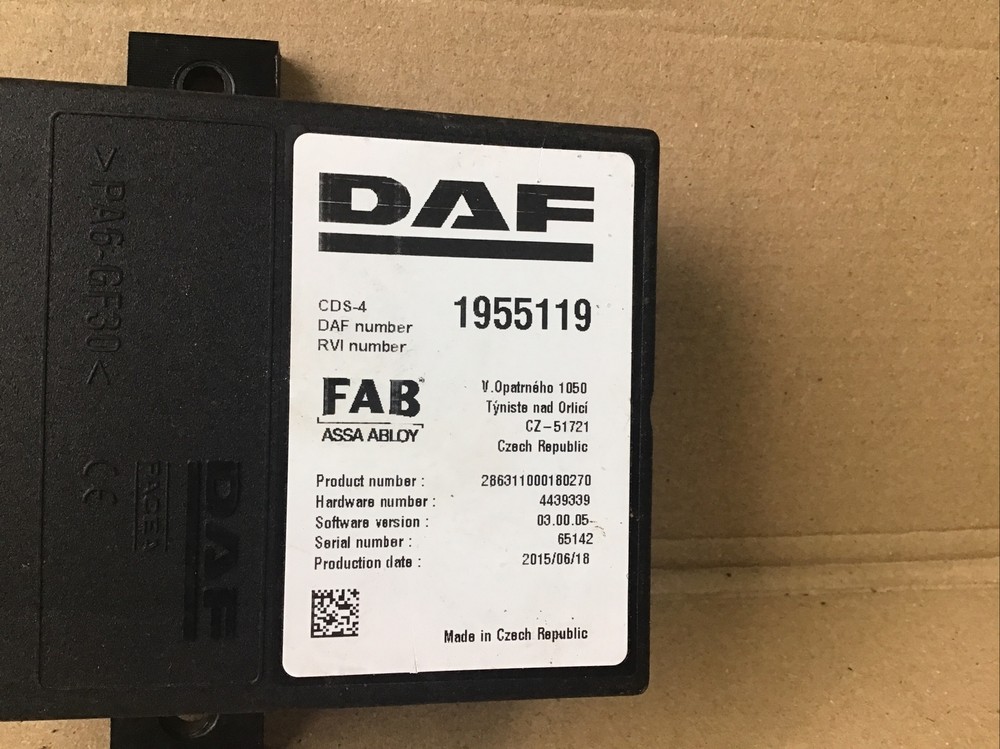 >PA6-GF30<
CE
FADEA
DAF
DAF
CDS-4
DAF number 1955119
RVI number
FAB®
ASSA ABLOY
V.Opatrného 1050
Týniste nad Orlicí
CZ-51721
Czech Republic
Product number : 286311000180270
Hardware number : 4439339
Software version : 03.00.05
Serial number : 65142
Production date : 2015/06/18
Made in Czech Republic